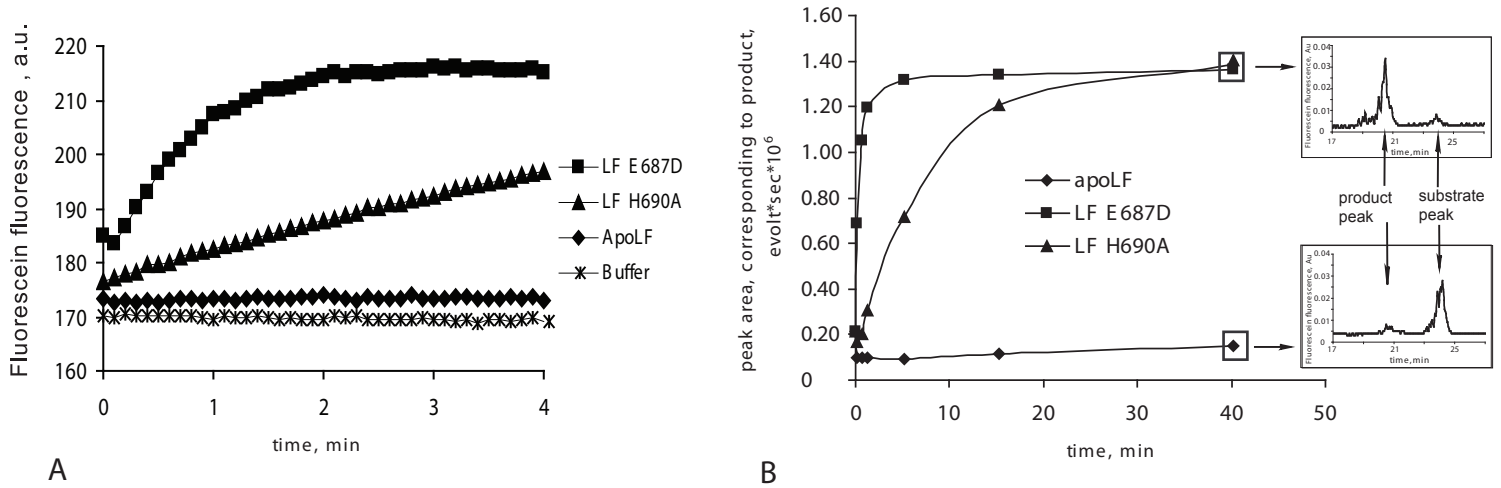 Fluorescein fluorescence , a.u.
220
210
200
190
180
170
160
0
1
2
3
4
time, min
LF E687D
LF H690A
ApoLF
Buffer
A
peak area, corresponding to product,
evolt*sec*10^6
1.60
1.40
1.20
1.00
0.80
0.60
0.40
0.20
0
0
10
20
30
40
50
time, min
apoLF
LF E687D
LF H690A
B
Fluorescein fluorescence, Au
0.04
0.03
0.02
0.01
0
17
21
25
time,min
product
peak
substrate
peak
Fluorescein fluorescence, Au
0.04
0.03
0.02
0.01
0
17
21
25
time,min